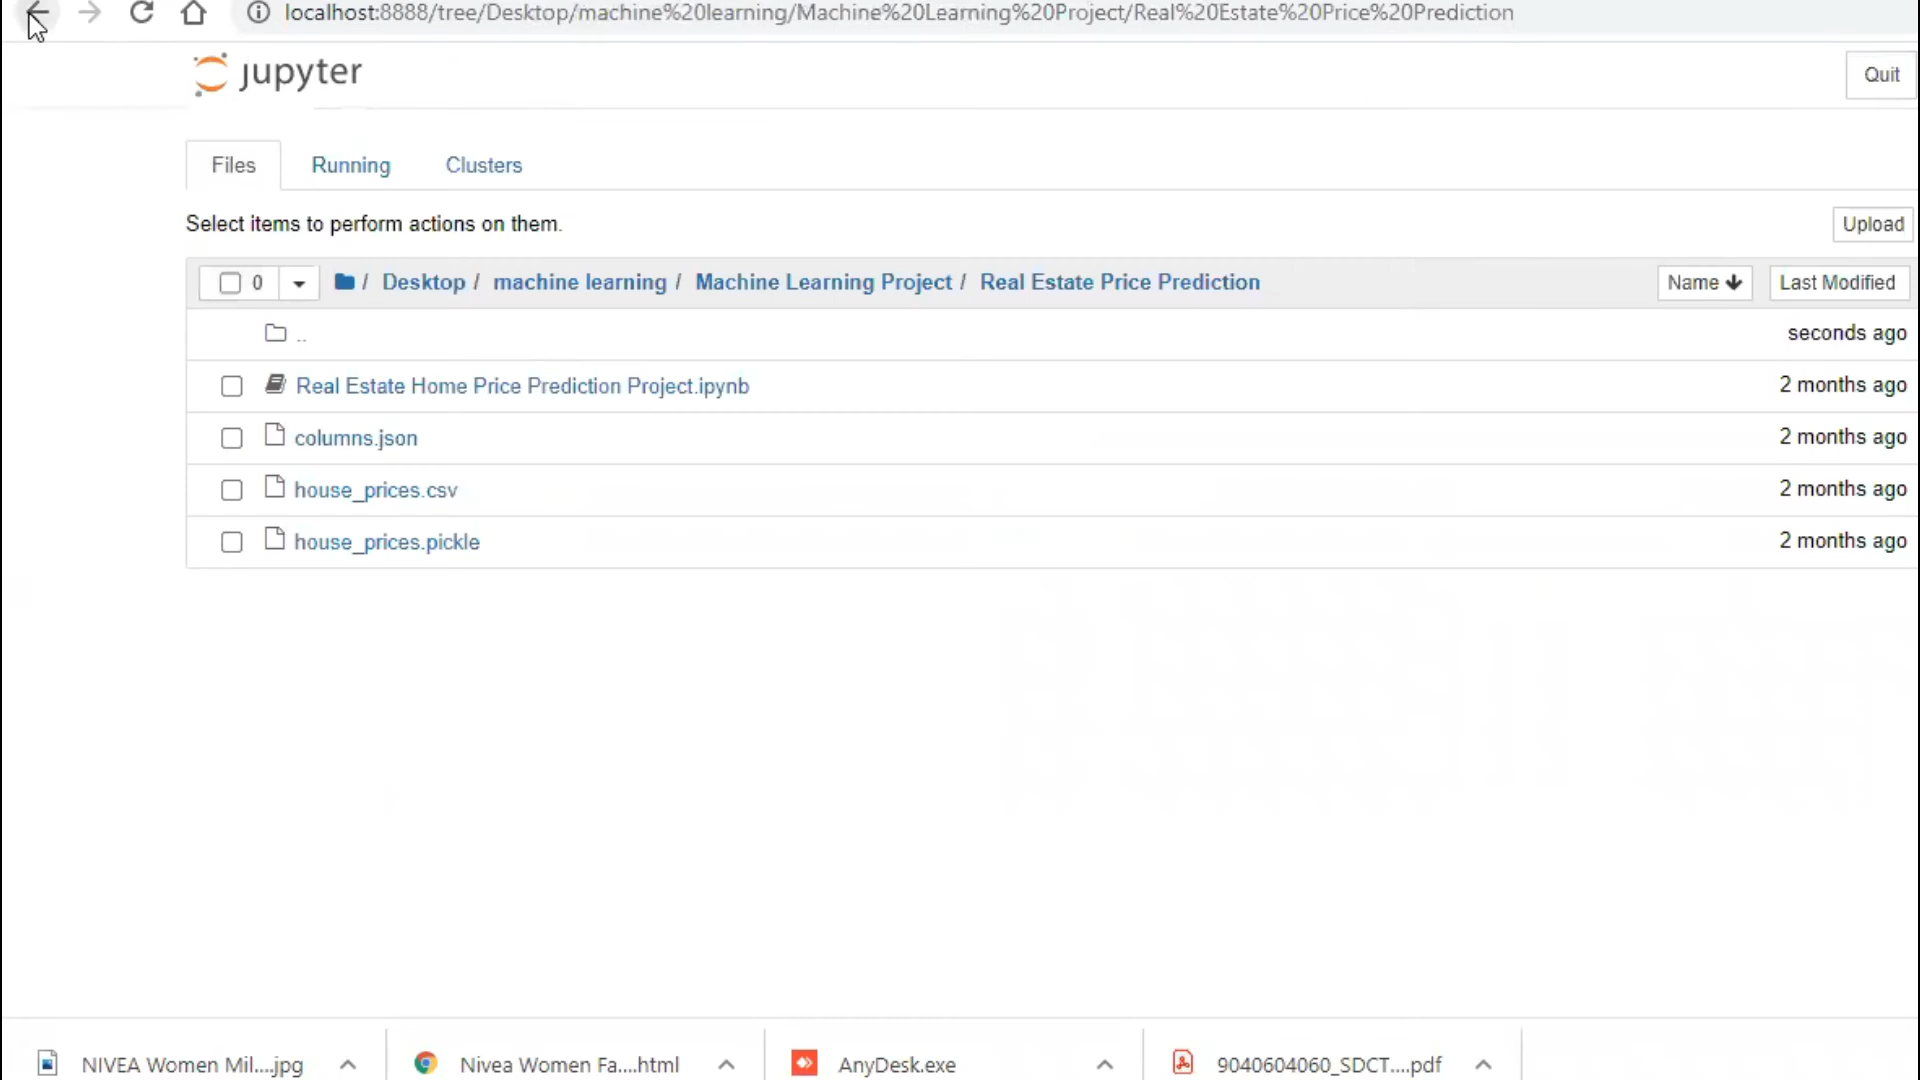 localhost:8888/tree/Desktop/machine%20learning/Machine%20Learning%20Project/Real%20Estate%20Price%20Prediction
jupyter
Quit
Files Running Clusters
Select items to perform actions on them.
Upload
0 / Desktop / machine learning / Machine Learning Project / Real Estate Price Prediction Name Last Modified
.. seconds ago
Real Estate Home Price Prediction Project.ipynb 2 months ago
columns.json 2 months ago
house_prices.csv 2 months ago
house_prices.pickle 2 months ago
NIVEA Women Mil....jpg Nivea Women Fa....html AnyDesk.exe 9040604060_SDCT....pdf